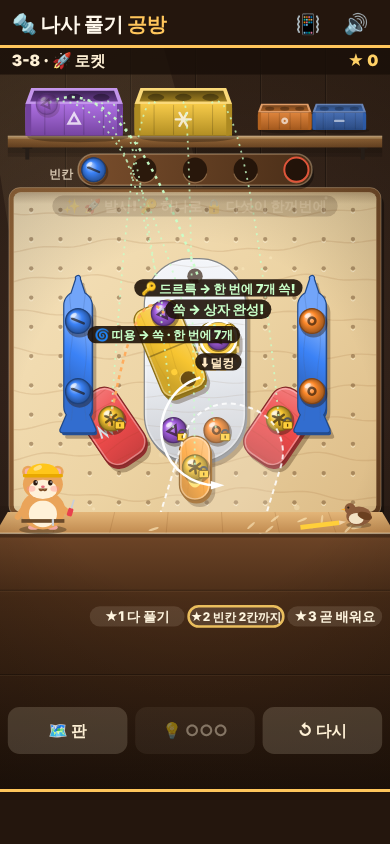 나사 풀기 공방
3-8 · 로켓
★ 0
빈칸
드르륵 → 한 번에 7개 쏙!
쏙 → 상자 완성!
띠용 → 쏙 · 한 번에 7개
⬇덜컹
★1 다 풀기
★2 빈칸 2칸까지
★3 곧 배워요
판
다시